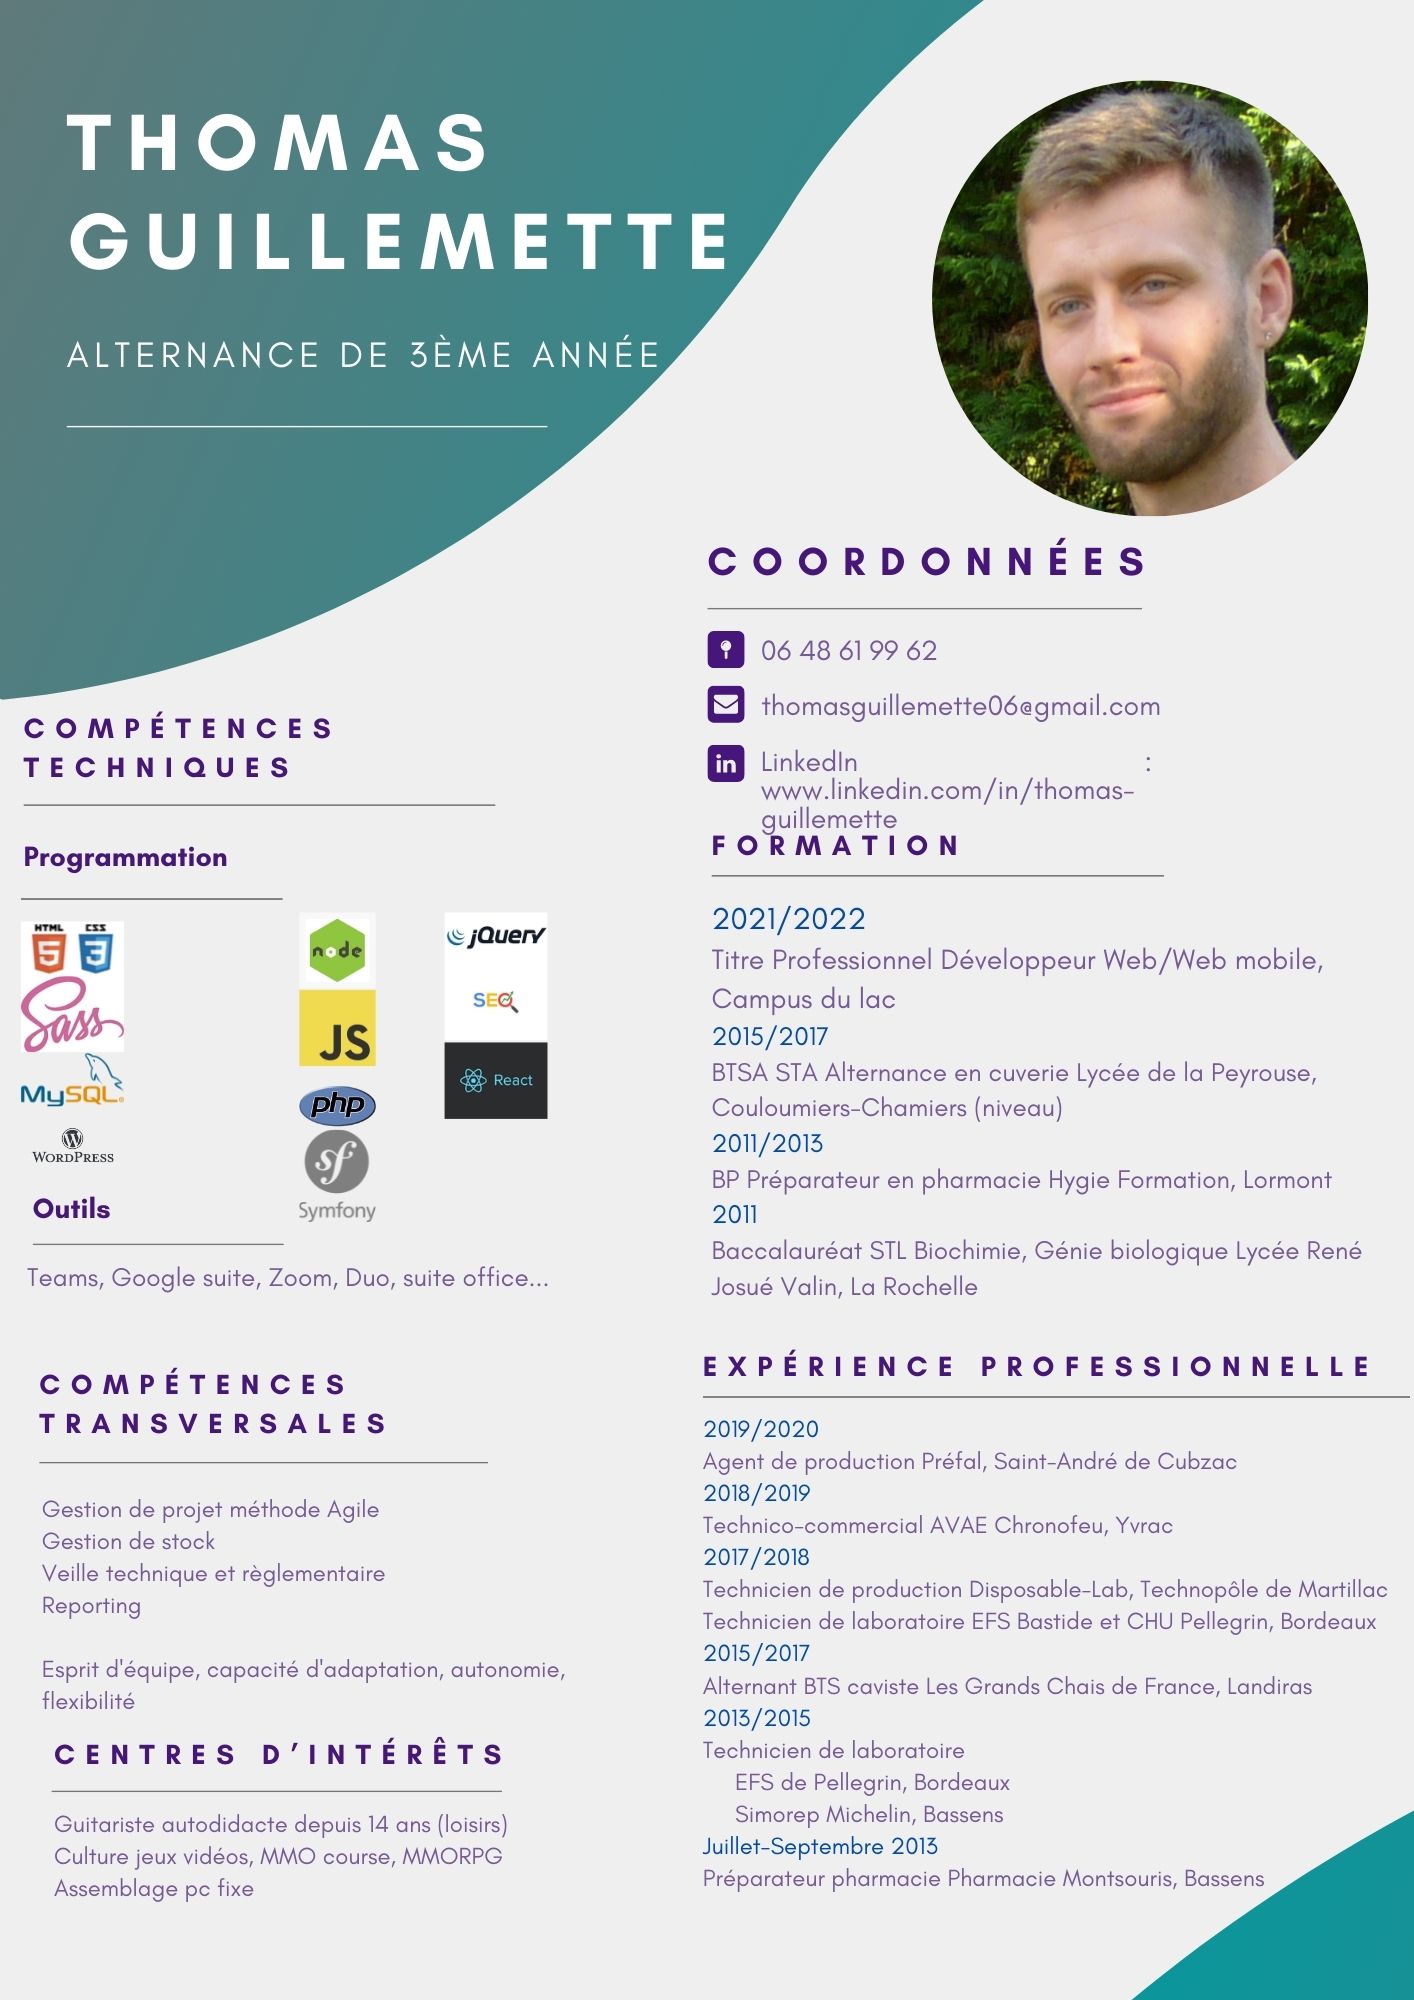 THOMAS
GUILLEMETTE
ALTERNANCE DE 3ÈME ANNÉE
COORDONNÉES
06 48 61 99 62
thomasguillemette06@gmail.com
LinkedIn :
www.linkedin.com/in/thomas-
guillemette
COMPÉTENCES
TECHNIQUES
Programmation
HTML CSS
5 3
Sass
MySQL
WORDPRESS
node
JS
php
sf
Symfony
jQuery
SEO
React
Outils
Teams, Google suite, Zoom, Duo, suite office...
COMPÉTENCES
TRANSVERSALES
Gestion de projet méthode Agile
Gestion de stock
Veille technique et règlementaire
Reporting
Esprit d'équipe, capacité d'adaptation, autonomie,
flexibilité
CENTRES D’INTÉRÊTS
Guitariste autodidacte depuis 14 ans (loisirs)
Culture jeux vidéos, MMO course, MMORPG
Assemblage pc fixe
FORMATION
2021/2022
Titre Professionnel Développeur Web/Web mobile,
Campus du lac
2015/2017
BTSA STA Alternance en cuverie Lycée de la Peyrouse,
Couloumiers-Chamiers (niveau)
2011/2013
BP Préparateur en pharmacie Hygie Formation, Lormont
2011
Baccalauréat STL Biochimie, Génie biologique Lycée René
Josué Valin, La Rochelle
EXPÉRIENCE PROFESSIONNELLE
2019/2020
Agent de production Préfal, Saint-André de Cubzac
2018/2019
Technico-commercial AVAE Chronofeu, Yvrac
2017/2018
Technicien de production Disposable-Lab, Technopôle de Martillac
Technicien de laboratoire EFS Bastide et CHU Pellegrin, Bordeaux
2015/2017
Alternant BTS caviste Les Grands Chais de France, Landiras
2013/2015
Technicien de laboratoire
EFS de Pellegrin, Bordeaux
Simorep Michelin, Bassens
Juillet-Septembre 2013
Préparateur pharmacie Pharmacie Montsouris, Bassens